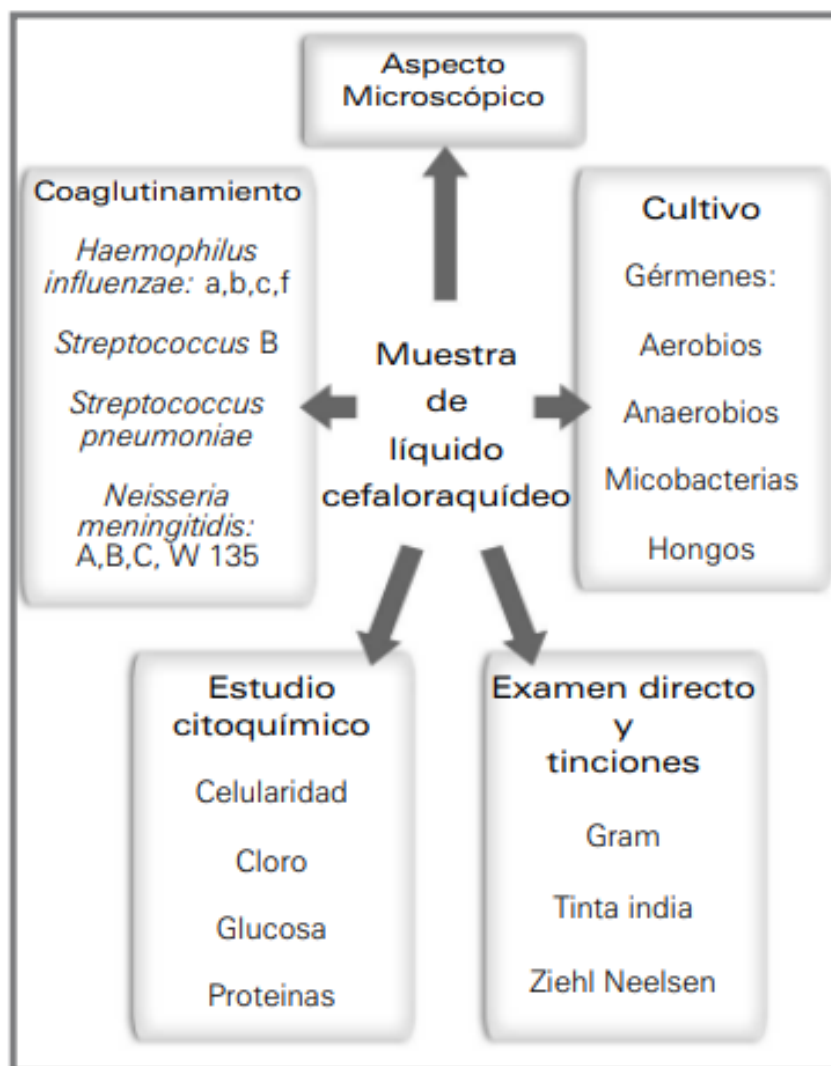 Aspecto
Microscópico
Coaglutinamiento
Haemophilus
influenzae: a,b,c,f
Streptococcus B
Streptococcus
pneumoniae
Neisseria
meningitidis:
A,B,C, W 135
Muestra
de
líquido
cefaloraquídeo
Cultivo
Gérmenes:
Aerobios
Anaerobios
Micobacterias
Hongos
Estudio
citoquímico
Celularidad
Cloro
Glucosa
Proteinas
Examen directo
y
tinciones
Gram
Tinta india
Ziehl Neelsen